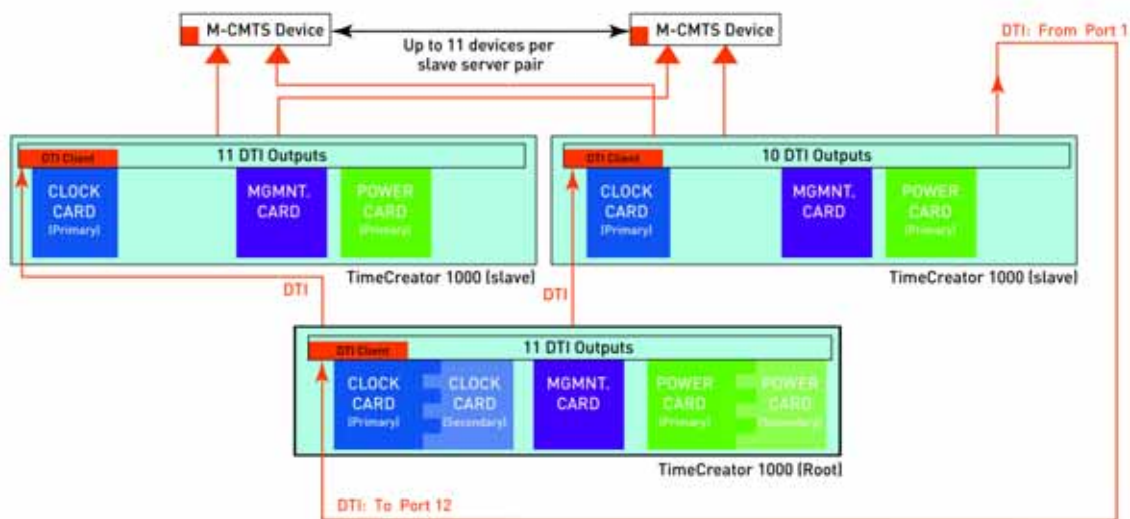 M-CMTS Device
M-CMTS Device
Up to 11 devices per
slave server pair
DTI: From Port 1
DTI Client
11 DTI Outputs
CLOCK
CARD
(Primary)
MGMNT.
CARD
POWER
CARD
(Primary)
TimeCreator 1000 (slave)
DTI Client
10 DTI Outputs
CLOCK
CARD
(Primary)
MGMNT.
CARD
POWER
CARD
(Primary)
TimeCreator 1000 (slave)
DTI
DTI
DTI Client
11 DTI Outputs
CLOCK
CARD
(Primary)
CLOCK
CARD
(Secondary)
MGMNT.
CARD
POWER
CARD
(Primary)
POWER
CARD
(Secondary)
TimeCreator 1000 (Root)
DTI: To Port 12